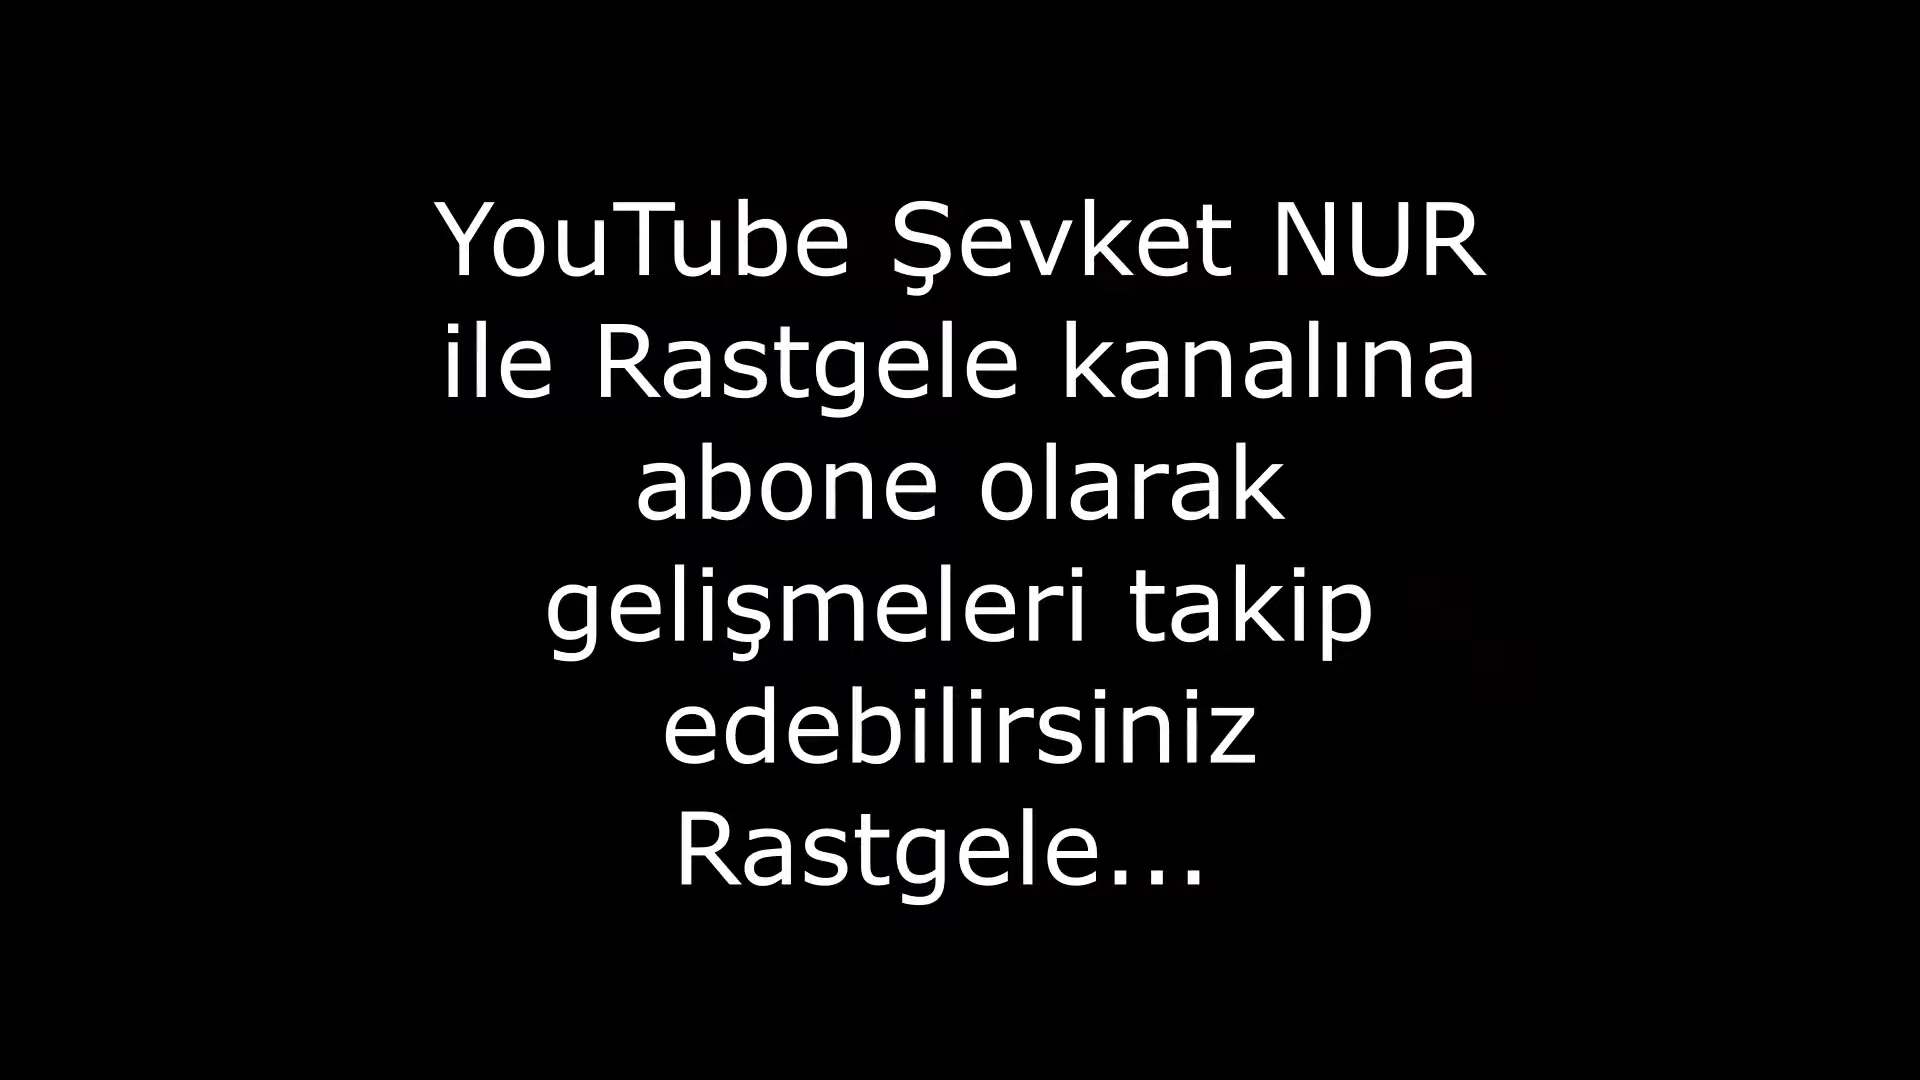 YouTube Şevket NUR
ile Rastgele kanalına
abone olarak
gelişmeleri takip
edebilirsiniz
Rastgele...